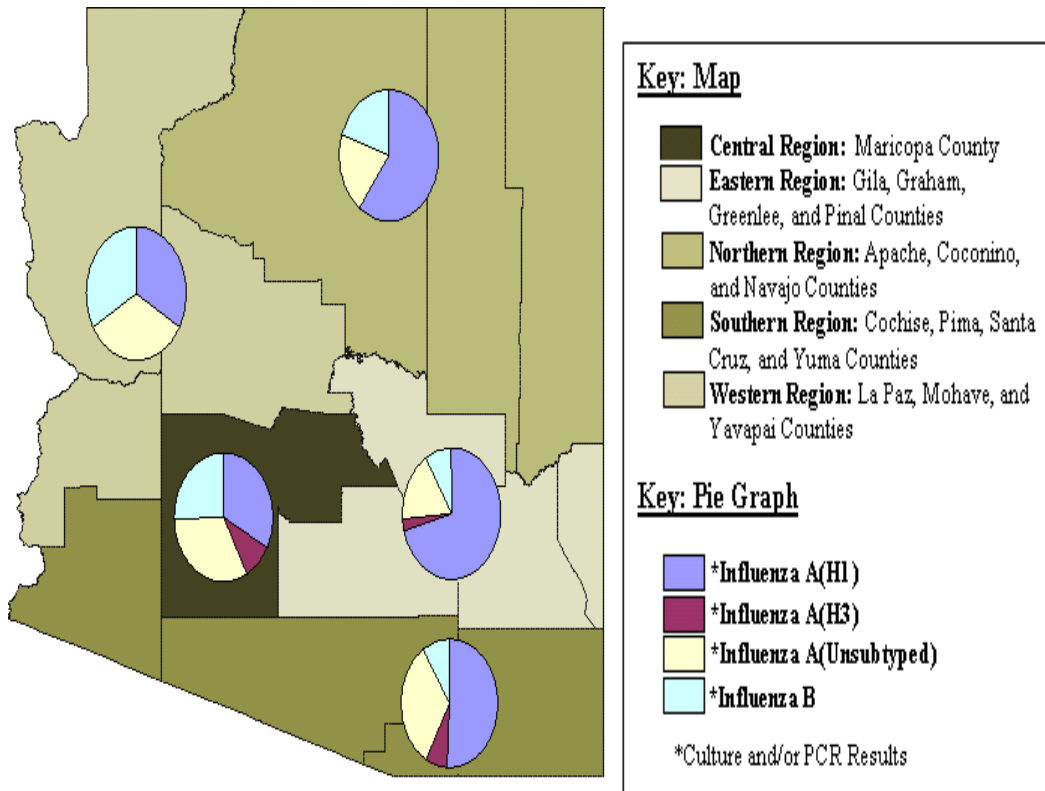 Key: Map
Central Region: Maricopa County
Eastern Region: Gila, Graham,
Greenlee, and Pinal Counties
Northern Region: Apache, Coconino,
and Navajo Counties
Southern Region: Cochise, Pima, Santa
Cruz, and Yuma Counties
Western Region: La Paz, Mohave, and
Yavapai Counties
Key: Pie Graph
*Influenza A(H1)
*Influenza A(H3)
*Influenza A(Unsubtyped)
*Influenza B
*Culture and/or PCR Results